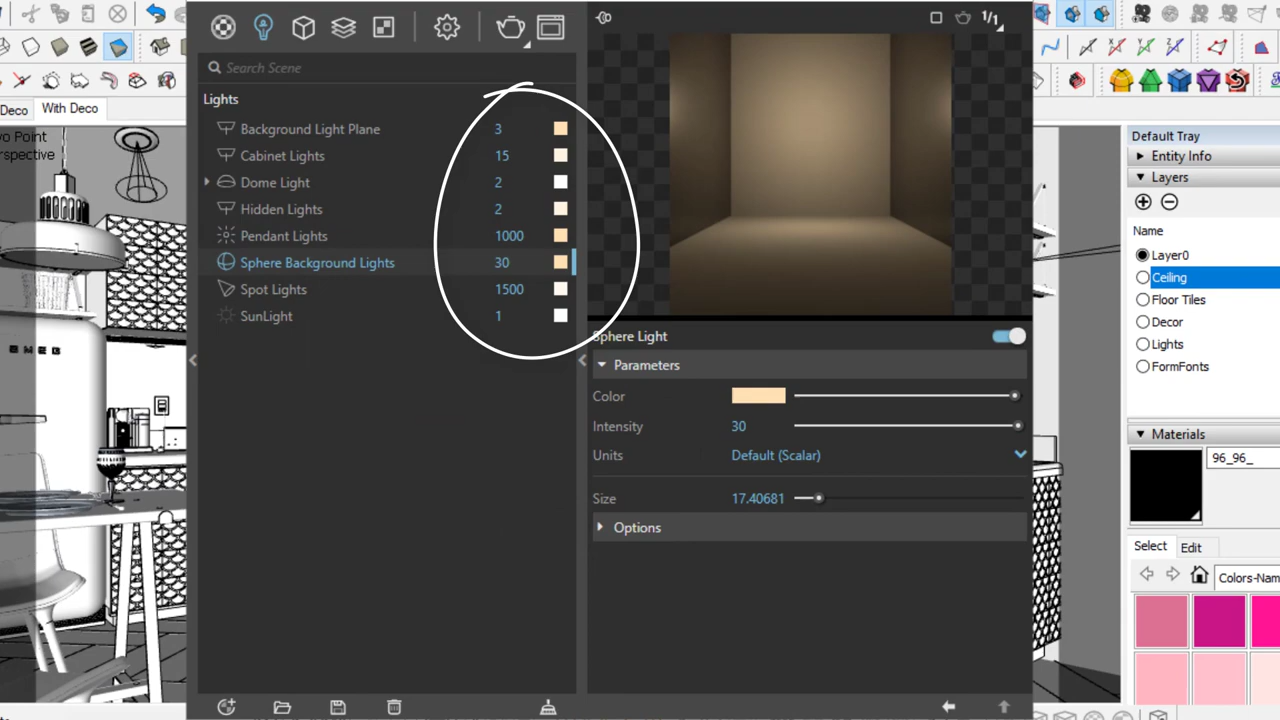 1/1
Search Scene
Deco
With Deco
Lights
Background Light Plane 3
Cabinet Lights 15
Dome Light 2
Hidden Lights 2
Pendant Lights 1000
Sphere Background Lights 30
Spot Lights 1500
SunLight 1
wo Point
erspective
SMEG
Sphere Light
Parameters
Color
Intensity 30
Units Default (Scalar)
Size 17.40681
Options
Default Tray
Entity Info
Layers
Name
Layer0
Ceiling
Floor Tiles
Decor
Lights
FormFonts
Materials
96_96_
Select Edit
Colors-Nam